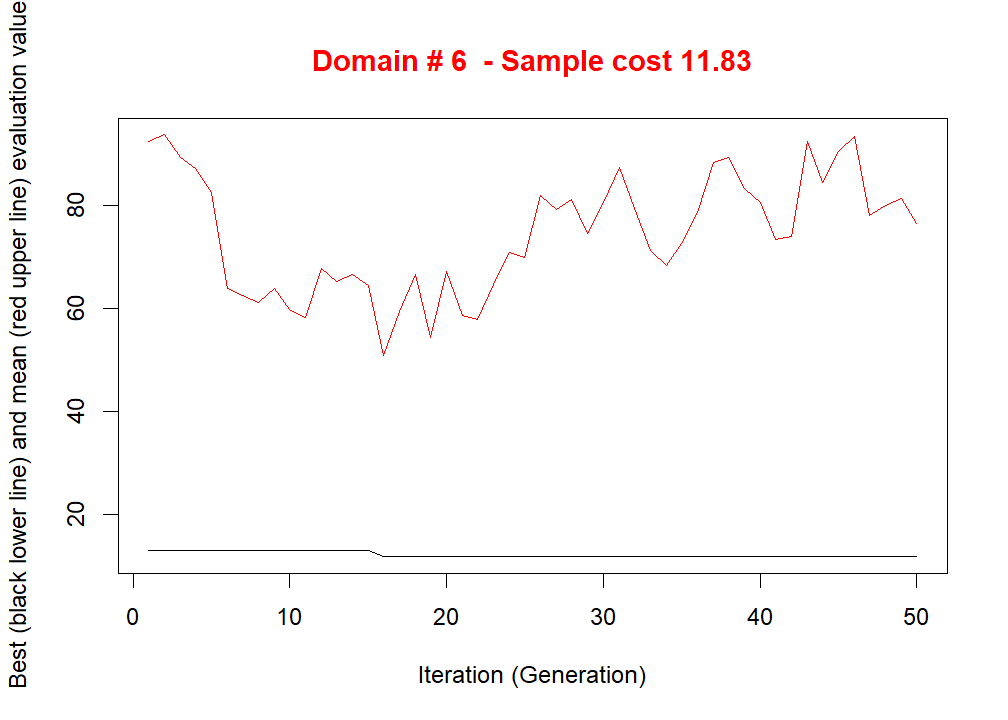 Domain # 6  - Sample cost 11.83
Best (black lower line) and mean (red upper line) evaluation value
80
60
40
20
0 10 20 30 40 50
Iteration (Generation)